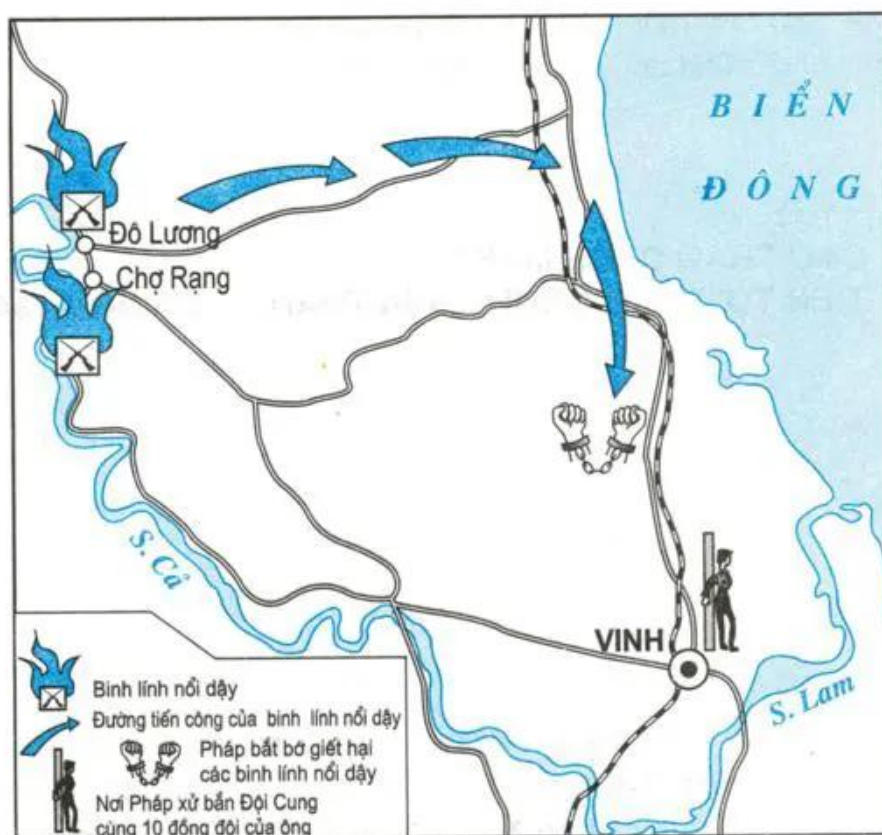 BIỂN
ĐÔNG
Đô Lương
Chợ Rạng
S. Cả
VINH
S. Lam
Binh lính nổi dậy
Đường tiến công của binh lính nổi dậy
Pháp bắt bớ giết hại
các binh lính nổi dậy
Nơi Pháp xử bắn Đội Cung
cùng 10 đồng đội của ông